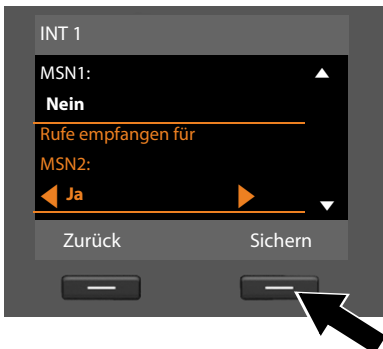 INT 1
MSN1:
Nein
Rufe empfangen für
MSN2:
Ja
Zurück Sichern